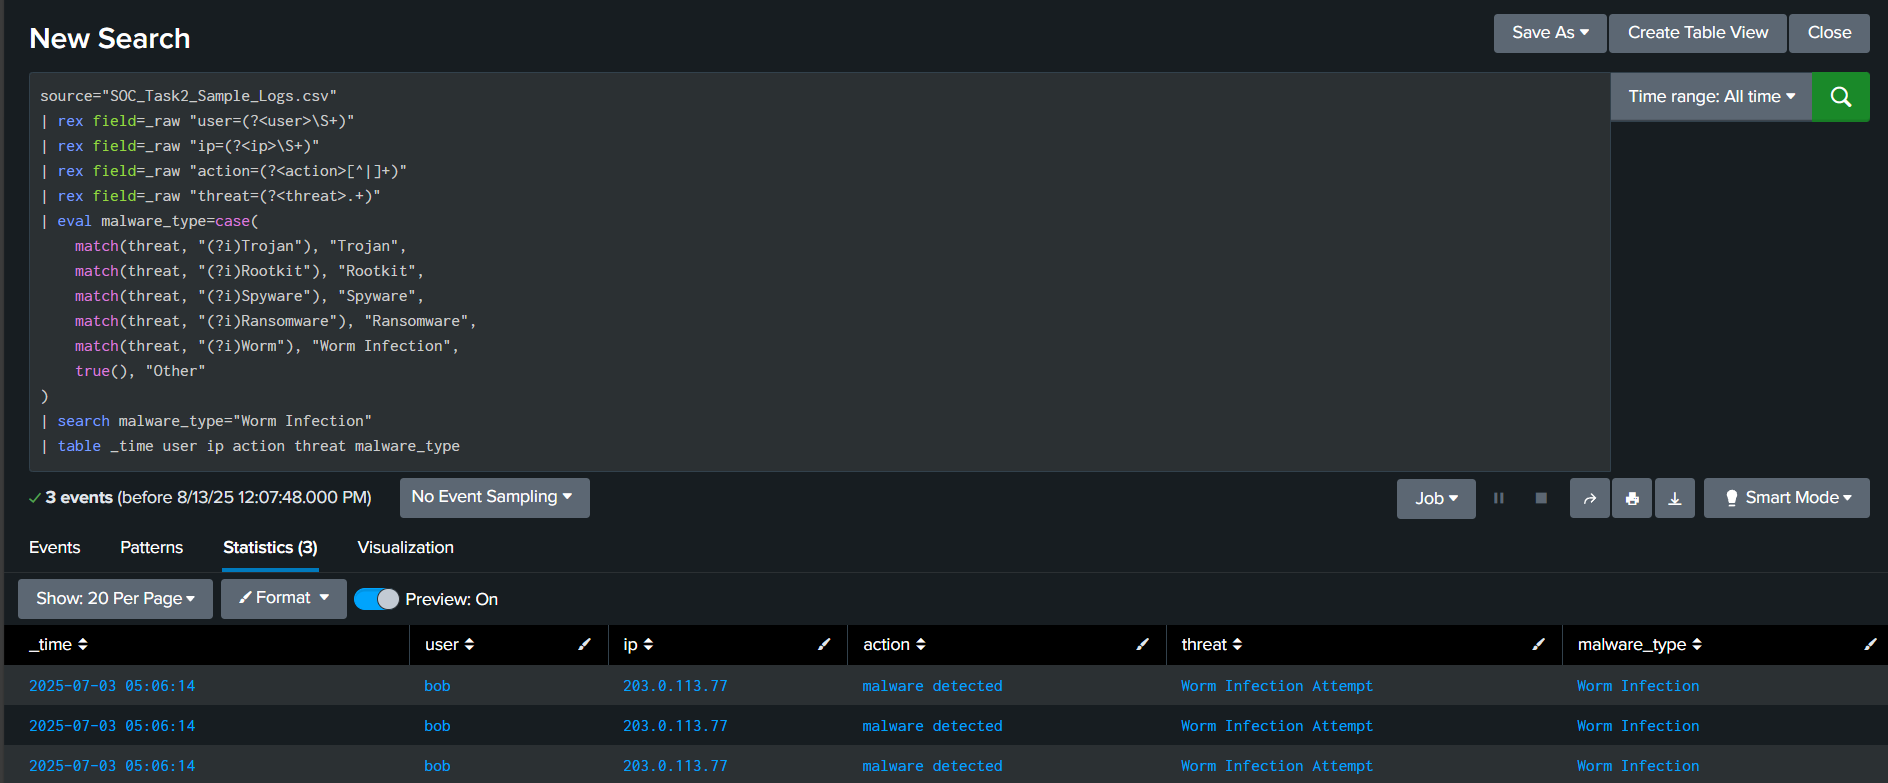 New Search
Save As
Create Table View
Close
source="SOC_Task2_Sample_Logs.csv"
| rex field=_raw "user=(?<user>\S+)"
| rex field=_raw "ip=(?<ip>\S+)"
| rex field=_raw "action=(?<action>[^|]+)"
| rex field=_raw "threat=(?<threat>.+)"
| eval malware_type=case(
match(threat, "(?i)Trojan"), "Trojan",
match(threat, "(?i)Rootkit"), "Rootkit",
match(threat, "(?i)Spyware"), "Spyware",
match(threat, "(?i)Ransomware"), "Ransomware",
match(threat, "(?i)Worm"), "Worm Infection",
true(), "Other"
)
| search malware_type="Worm Infection"
| table _time user ip action threat malware_type
Time range: All time
3 events (before 8/13/25 12:07:48.000 PM)
No Event Sampling
Job
Smart Mode
Events
Patterns
Statistics (3)
Visualization
Show: 20 Per Page
Format
Preview: On
_time user ip action threat malware_type
2025-07-03 05:06:14 bob 203.0.113.77 malware detected Worm Infection Attempt Worm Infection
2025-07-03 05:06:14 bob 203.0.113.77 malware detected Worm Infection Attempt Worm Infection
2025-07-03 05:06:14 bob 203.0.113.77 malware detected Worm Infection Attempt Worm Infection